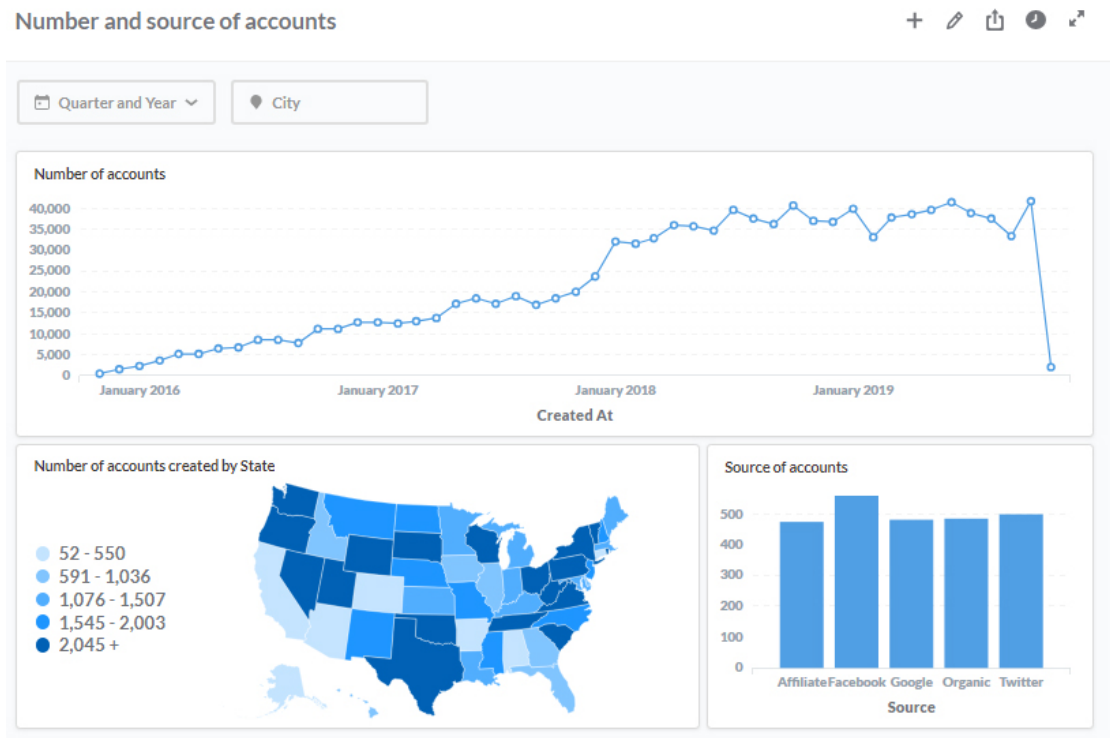 Number and source of accounts
Quarter and Year
City
Number of accounts
40,000
35,000
30,000
25,000
20,000
15,000
10,000
5,000
0
January 2016 January 2017 January 2018 January 2019
Created At
Number of accounts created by State
52 - 550
591 - 1,036
1,076 - 1,507
1,545 - 2,003
2,045 +
Source of accounts
500
400
300
200
100
0
Affiliate Facebook Google Organic Twitter
Source